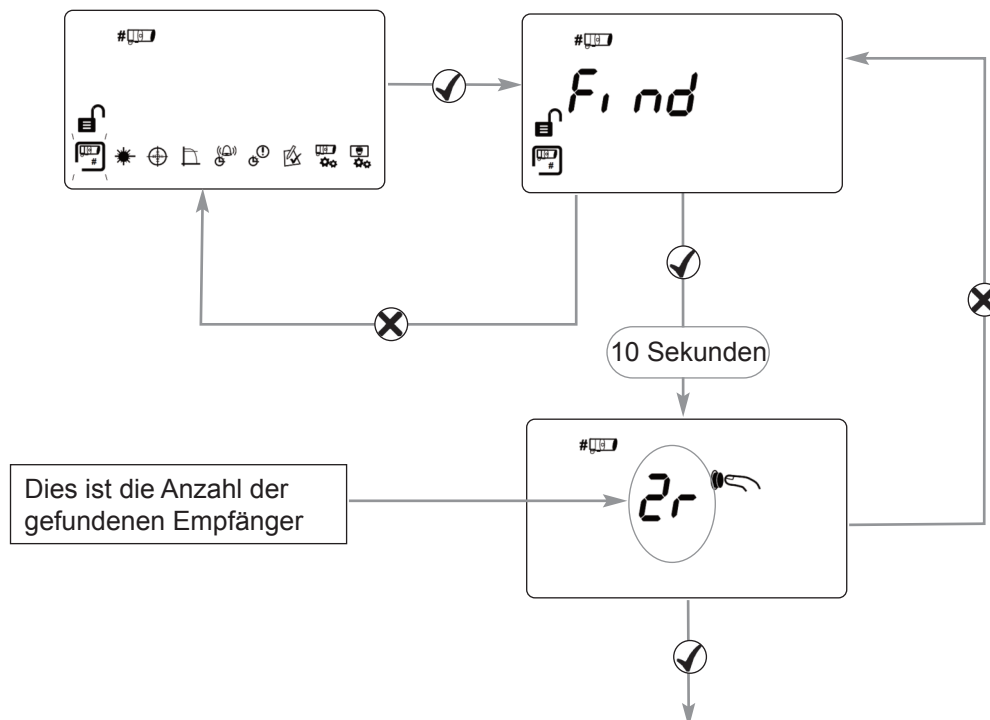 #
#
Find
#
#
10 Sekunden
#
2r
Dies ist die Anzahl der
gefundenen Empfänger